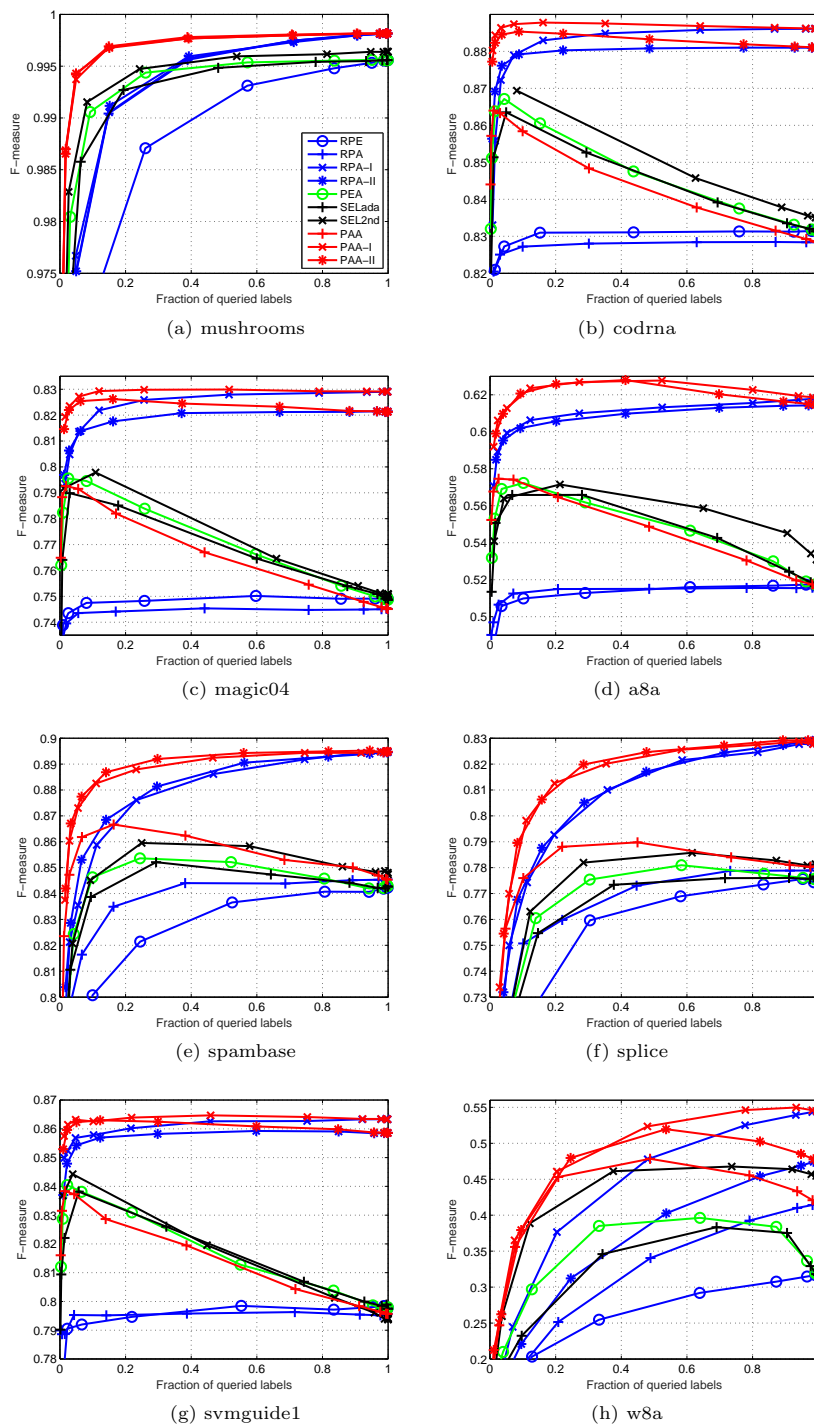 F−measure
1
0.995
0.99
0.985
0.98
0.975
0 0.2 0.4 0.6 0.8 1
Fraction of queried labels
RPE
RPA
RPA-I
RPA-II
PEA
SELada
SEL2nd
PAA
PAA-I
PAA-II
(a) mushrooms
F−measure
0.88
0.87
0.86
0.85
0.84
0.83
0.82
0 0.2 0.4 0.6 0.8
Fraction of queried labels
(b) codrna
F−measure
0.83
0.82
0.81
0.8
0.79
0.78
0.77
0.76
0.75
0.74
0 0.2 0.4 0.6 0.8 1
Fraction of queried labels
(c) magic04
F−measure
0.62
0.6
0.58
0.56
0.54
0.52
0.5
0 0.2 0.4 0.6 0.8
Fraction of queried labels
(d) a8a
F−measure
0.9
0.89
0.88
0.87
0.86
0.85
0.84
0.83
0.82
0.81
0.8
0 0.2 0.4 0.6 0.8 1
Fraction of queried labels
(e) spambase
F−measure
0.83
0.82
0.81
0.8
0.79
0.78
0.77
0.76
0.75
0.74
0.73
0 0.2 0.4 0.6 0.8
Fraction of queried labels
(f) splice
F−measure
0.87
0.86
0.85
0.84
0.83
0.82
0.81
0.8
0.79
0.78
0 0.2 0.4 0.6 0.8 1
Fraction of queried labels
(g) svmguide1
F−measure
0.55
0.5
0.45
0.4
0.35
0.3
0.25
0.2
0 0.2 0.4 0.6 0.8
Fraction of queried labels
(h) w8a